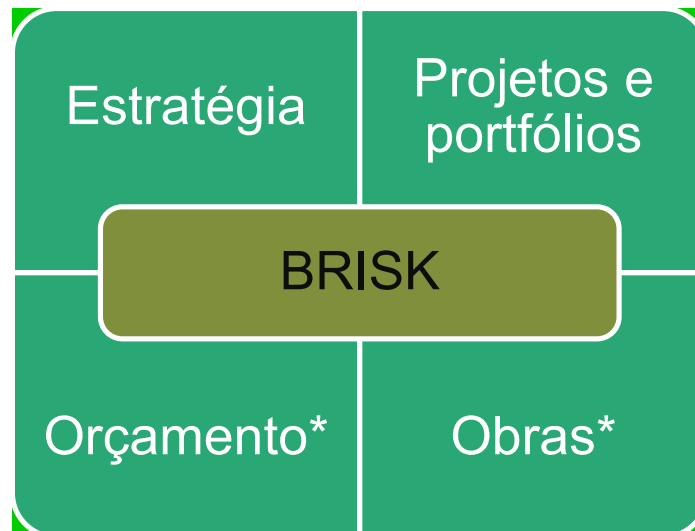 Estratégia
Projetos e
portfólios
BRISK
Orçamento*
Obras*